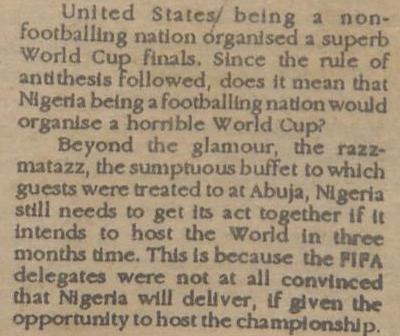 United States/ being a non-
footballing nation organised a superb
World Cup finals. Since the rule of
antithesis followed, does it mean that
Nigeria being a footballing nation would
organise a horrible World Cup?
Beyond the glamour, the razz-
matazz, the sumptuous buffet to which
guests were treated to at Abuja, Nigeria
still needs to get its act together if it
intends to host the World in three
months time. This is because the FIFA
delegates were not at all convinced
that Nigeria will deliver, if given the
opportunity to host the championship.